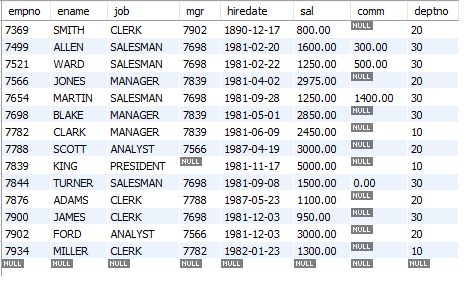 empno ename job mgr hiredate sal comm deptno
7369 SMITH CLERK 7902 1890-12-17 800.00 NULL 20
7499 ALLEN SALESMAN 7698 1981-02-20 1600.00 300.00 30
7521 WARD SALESMAN 7698 1981-02-22 1250.00 500.00 30
7566 JONES MANAGER 7839 1981-04-02 2975.00 NULL 20
7654 MARTIN SALESMAN 7698 1981-09-28 1250.00 1400.00 30
7698 BLAKE MANAGER 7839 1981-05-01 2850.00 NULL 30
7782 CLARK MANAGER 7839 1981-06-09 2450.00 NULL 10
7788 SCOTT ANALYST 7566 1987-04-19 3000.00 NULL 20
7839 KING PRESIDENT NULL 1981-11-17 5000.00 NULL 10
7844 TURNER SALESMAN 7698 1981-09-08 1500.00 0.00 30
7876 ADAMS CLERK 7788 1987-05-23 1100.00 NULL 20
7900 JAMES CLERK 7698 1981-12-03 950.00 NULL 30
7902 FORD ANALYST 7566 1981-12-03 3000.00 NULL 20
7934 MILLER CLERK 7782 1982-01-23 1300.00 NULL 10
NULL NULL NULL NULL NULL NULL NULL NULL